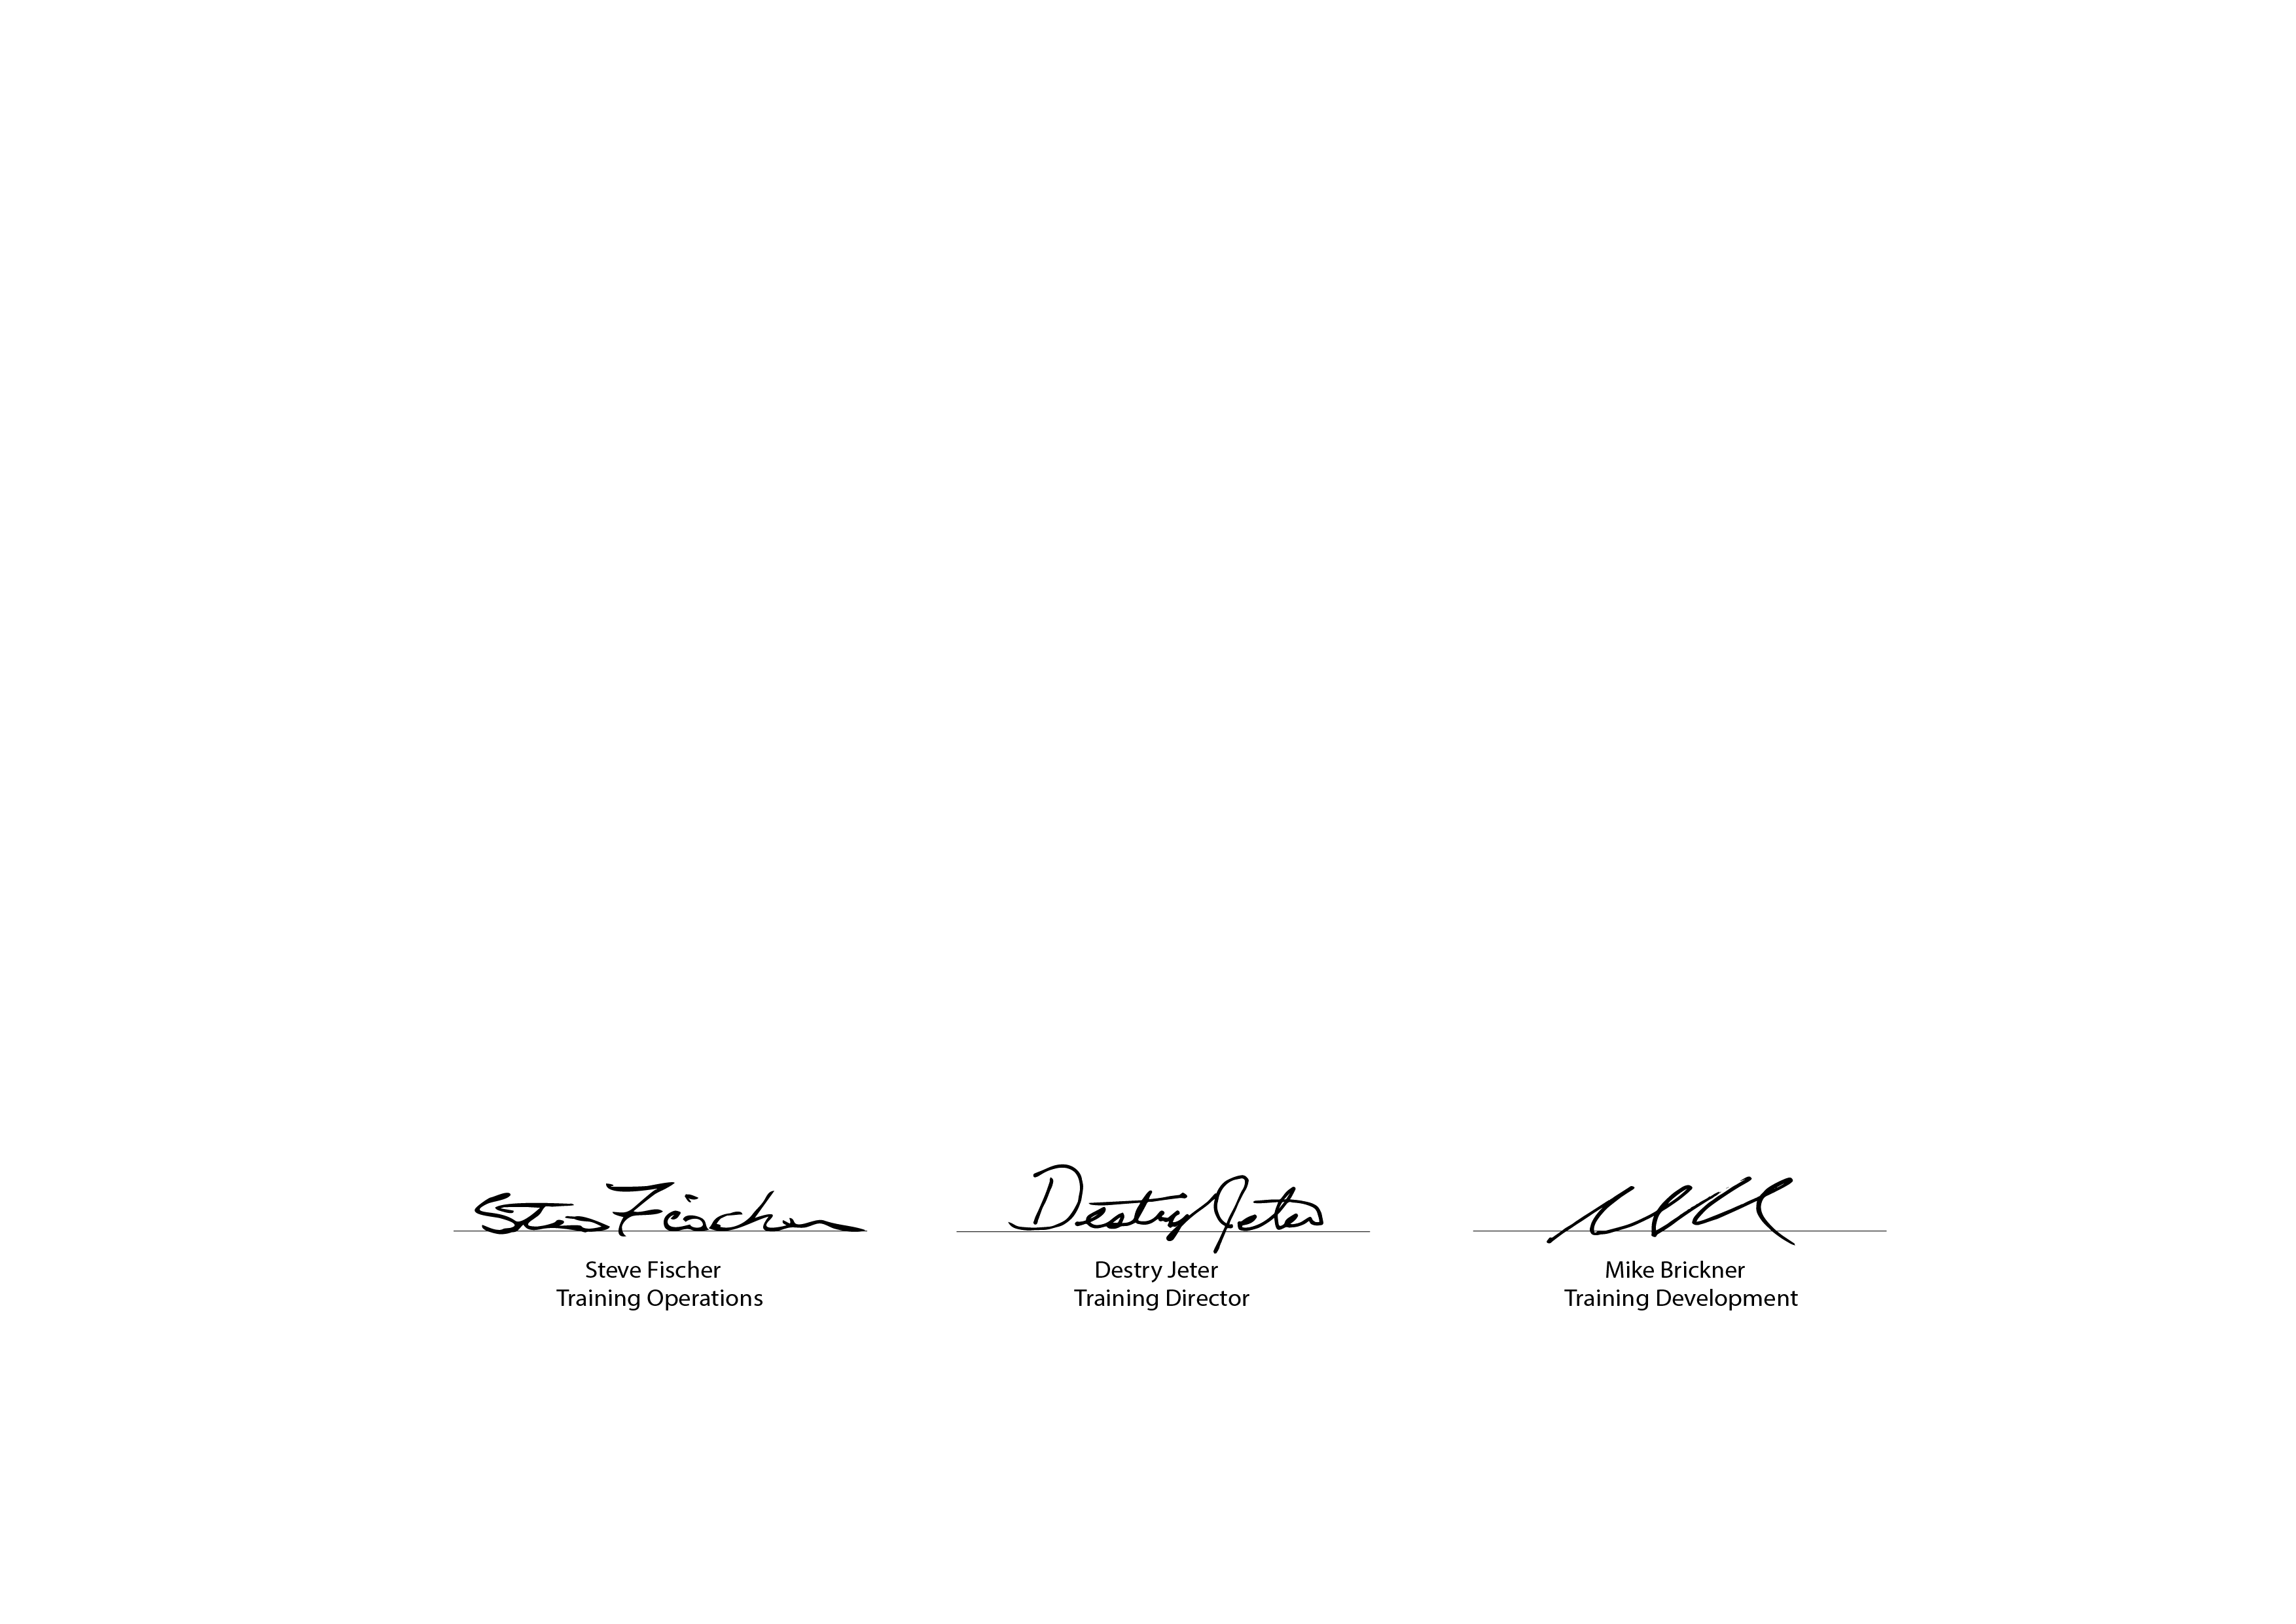 Steve Fischer
Destry Jeter
Steve Fischer
Training Operations
Destry Jeter
Training Director
Mike Brickner
Training Development